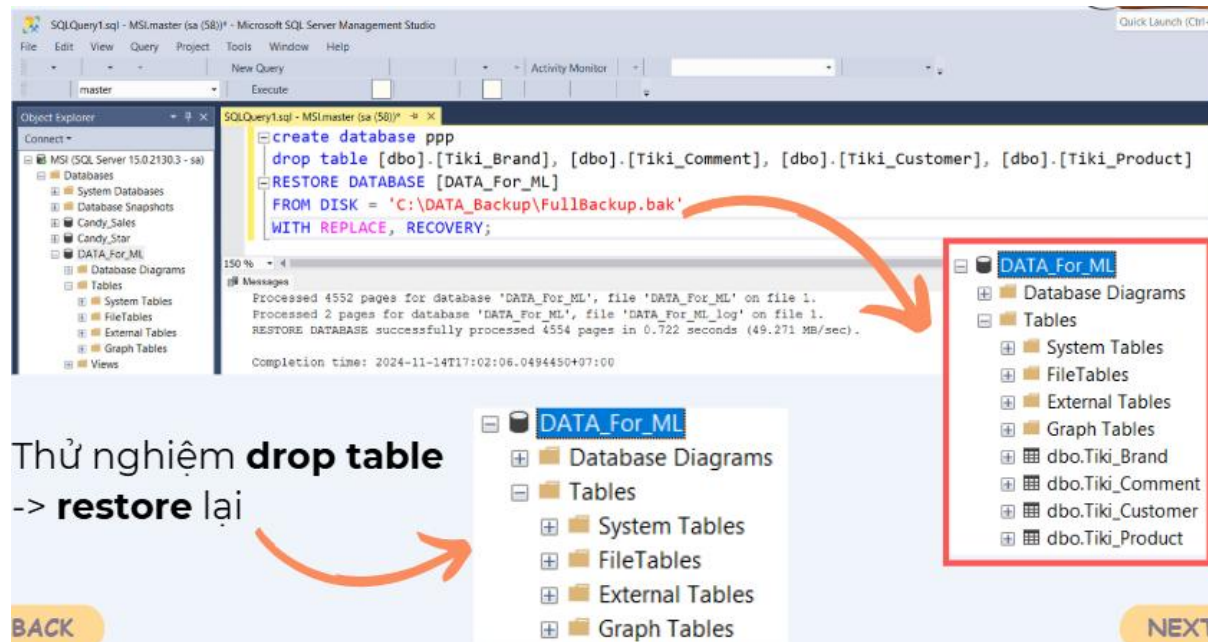 SQLQuery1.sql - MSI.master (sa (58))* - Microsoft SQL Server Management Studio
Quick Launch (Ctrl+
File Edit View Query Project Tools Window Help
New Query Activity Monitor
master Execute
Object Explorer
Connect
MSI (SQL Server 15.0.2130.3 - sa)
Databases
System Databases
Database Snapshots
Candy_Sales
Candy_Star
DATA_For_ML
Database Diagrams
Tables
System Tables
FileTables
External Tables
Graph Tables
Views
SQLQuery1.sql - MSI.master (sa (58))*
create database ppp
drop table [dbo].[Tiki_Brand], [dbo].[Tiki_Comment], [dbo].[Tiki_Customer], [dbo].[Tiki_Product]
RESTORE DATABASE [DATA_For_ML]
FROM DISK = 'C:\DATA_Backup\FullBackup.bak'
WITH REPLACE, RECOVERY;
150 %
Messages
Processed 4552 pages for database 'DATA_For_ML', file 'DATA_For_ML' on file 1.
Processed 2 pages for database 'DATA_For_ML', file 'DATA_For_ML_log' on file 1.
RESTORE DATABASE successfully processed 4554 pages in 0.722 seconds (49.271 MB/sec).
Completion time: 2024-11-14T17:02:06.0494450+07:00
DATA_For_ML
Database Diagrams
Tables
System Tables
FileTables
External Tables
Graph Tables
dbo.Tiki_Brand
dbo.Tiki_Comment
dbo.Tiki_Customer
dbo.Tiki_Product
Thử nghiệm drop table
-> restore lại
DATA_For_ML
Database Diagrams
Tables
System Tables
FileTables
External Tables
Graph Tables
BACK
NEXT